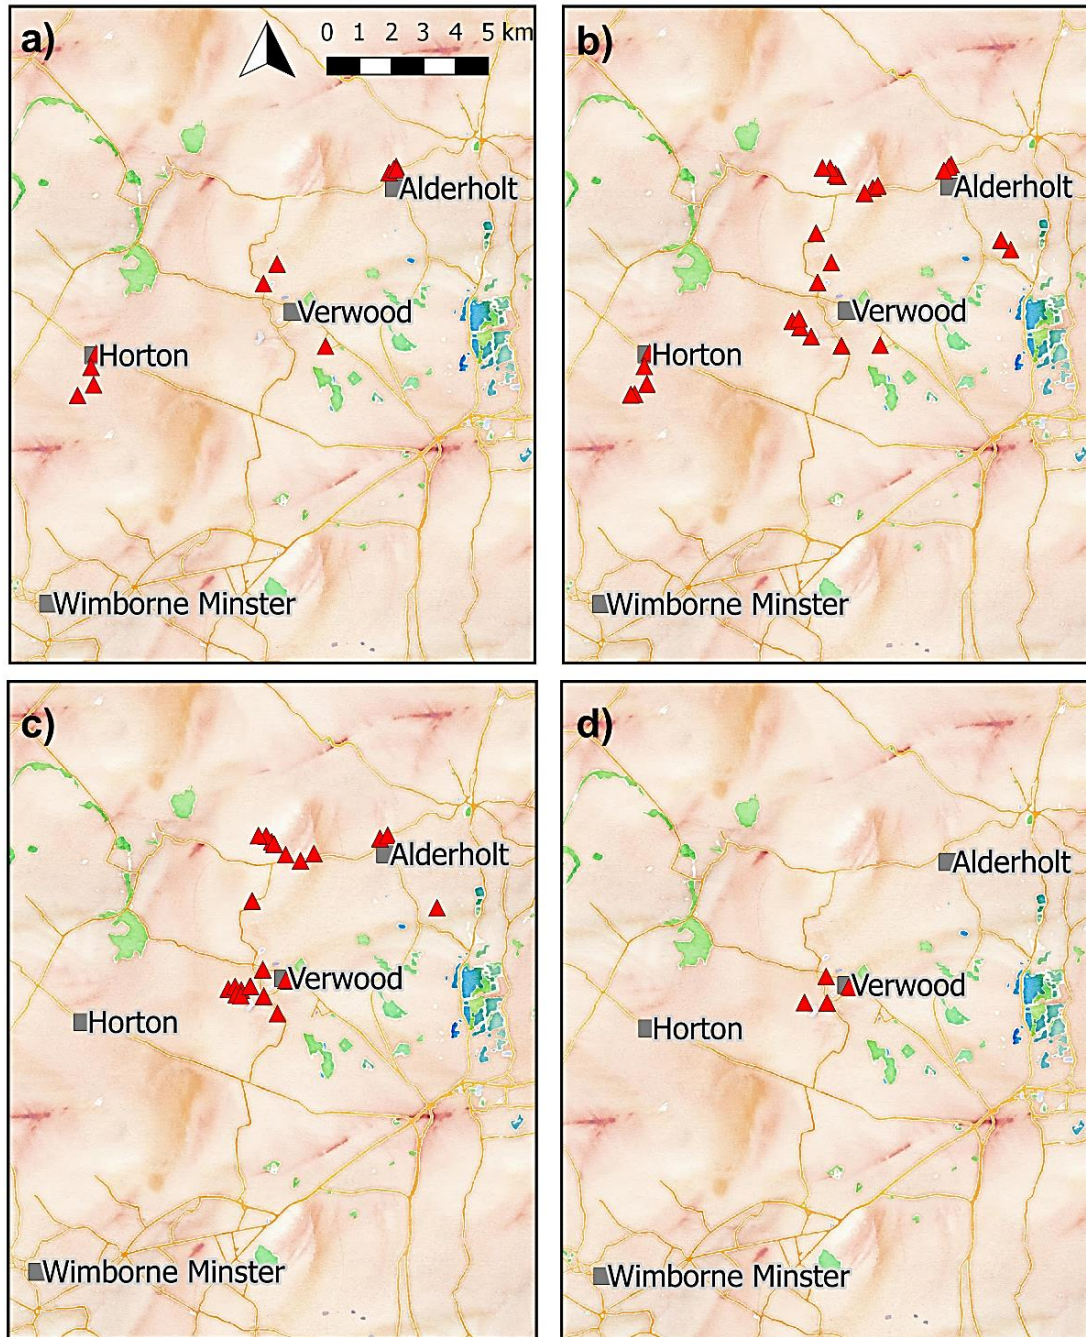 a)
0 1 2 3 4 5 km
Alderholt
Verwood
Horton
Wimborne Minster
b)
Alderholt
Verwood
Horton
Wimborne Minster
c)
Alderholt
Verwood
Horton
Wimborne Minster
d)
Alderholt
Verwood
Horton
Wimborne Minster